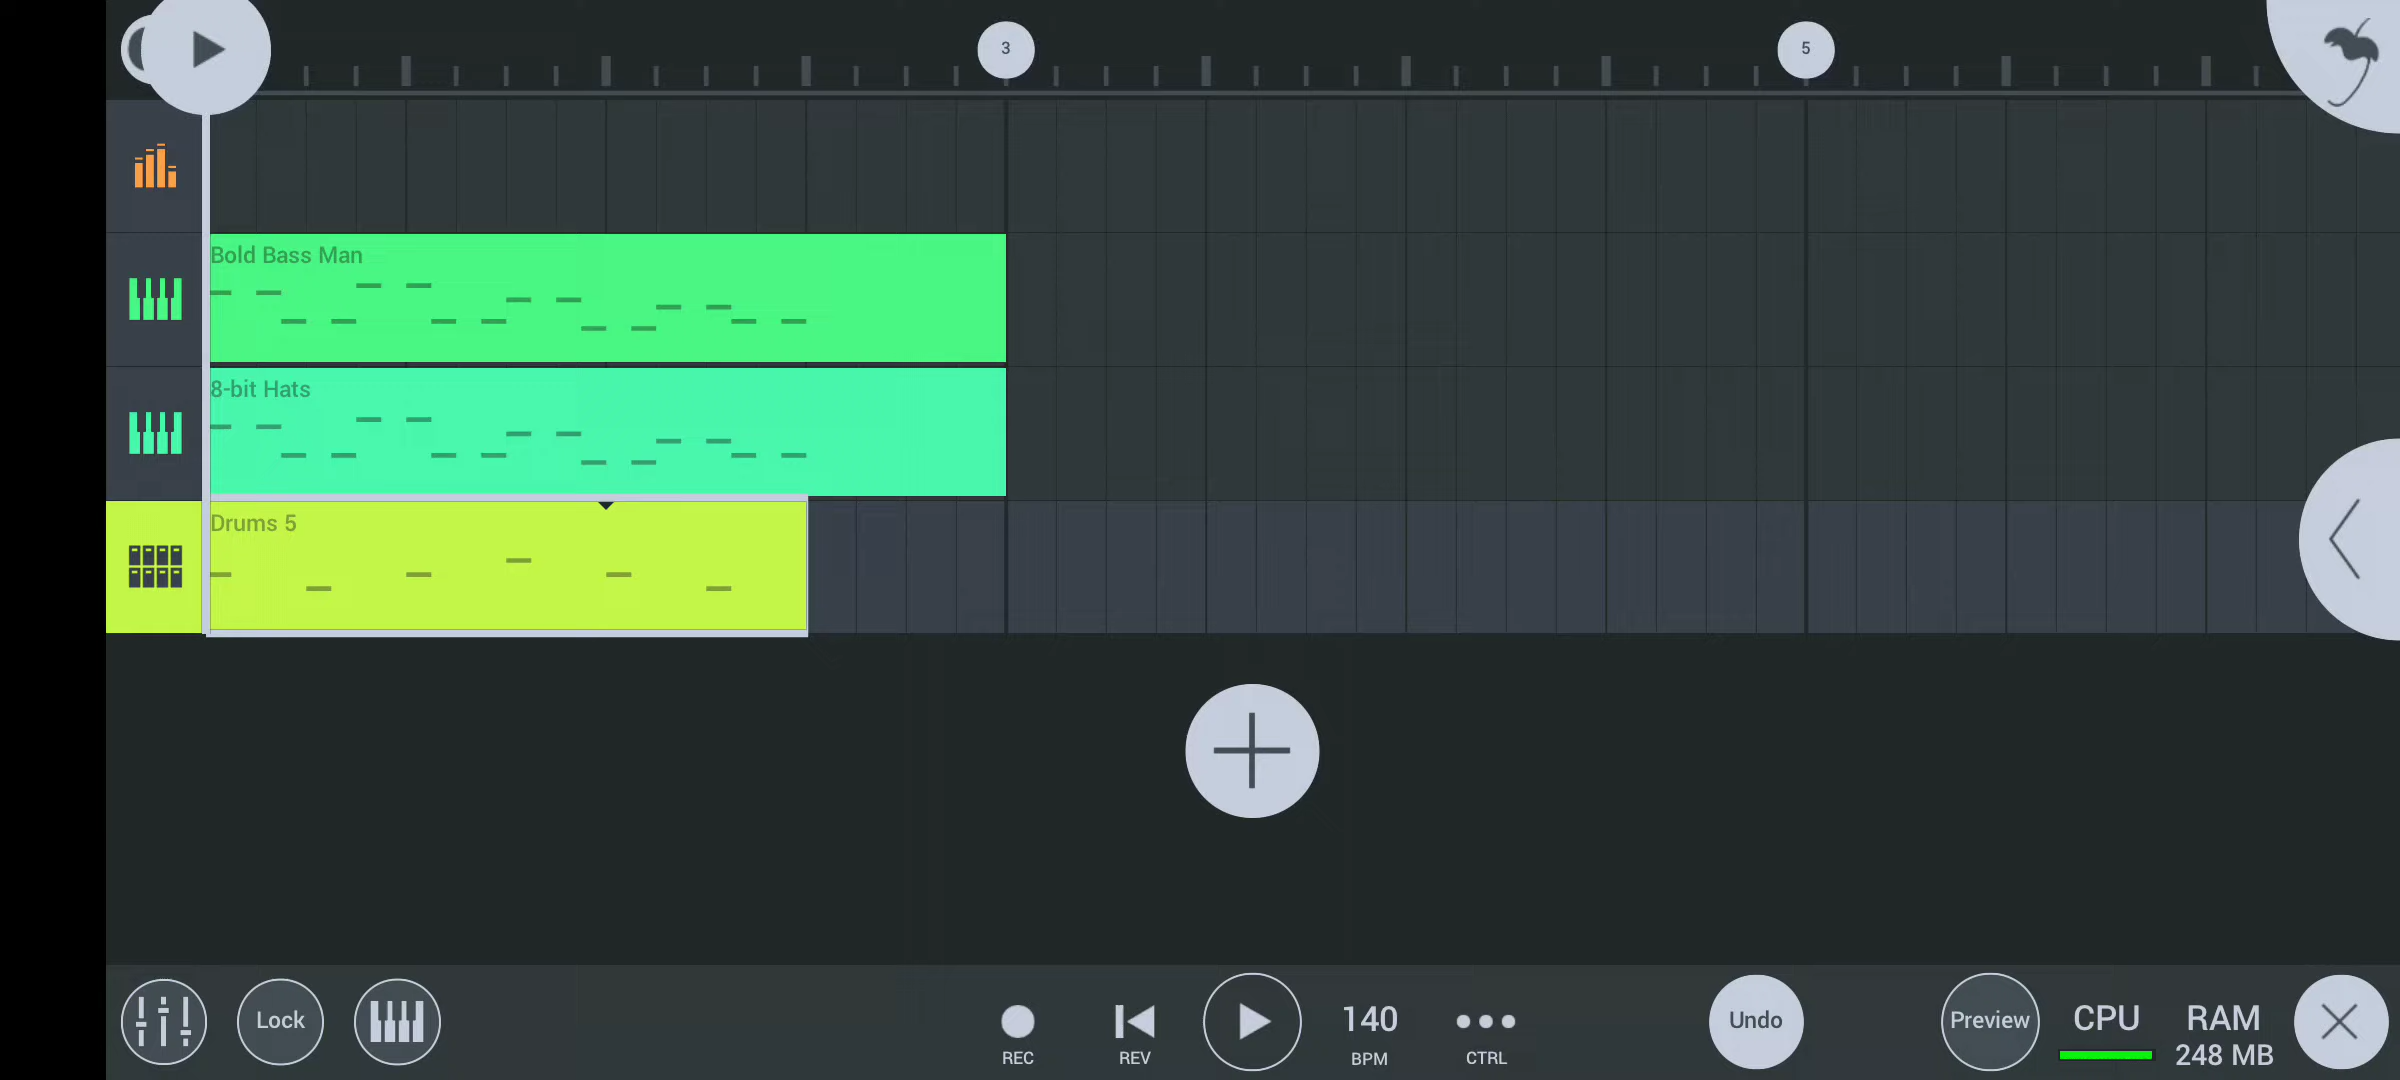 3
5
Bold Bass Man
8-bit Hats
Drums 5
Lock
REC
REV
140
BPM
CTRL
Undo
Preview
CPU
RAM
248 MB